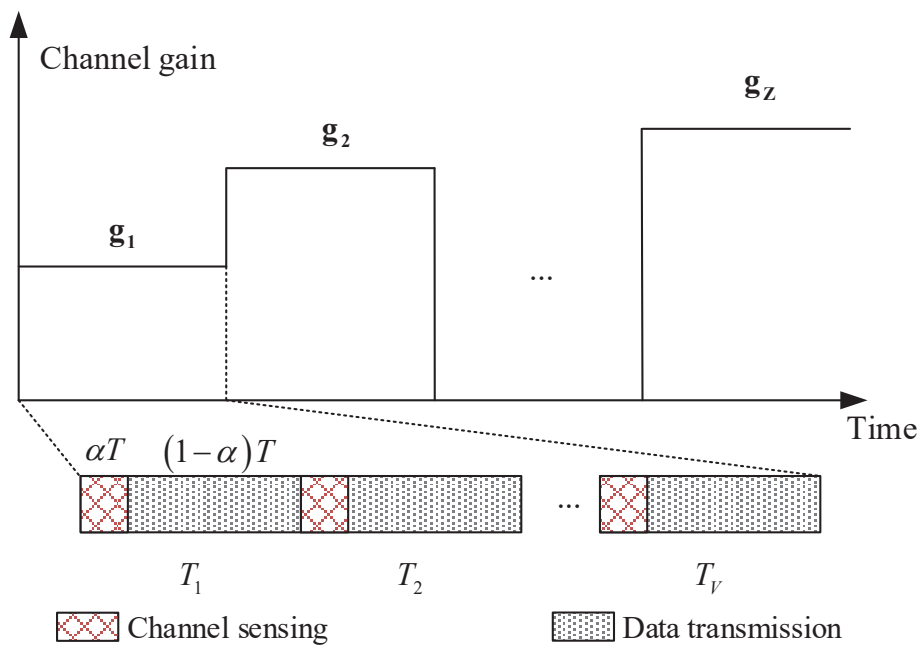 Channel gain
g_Z
g_2
g_1
...
Time
αT (1−α)T
...
T_1 T_2 T_V
Channel sensing Data transmission